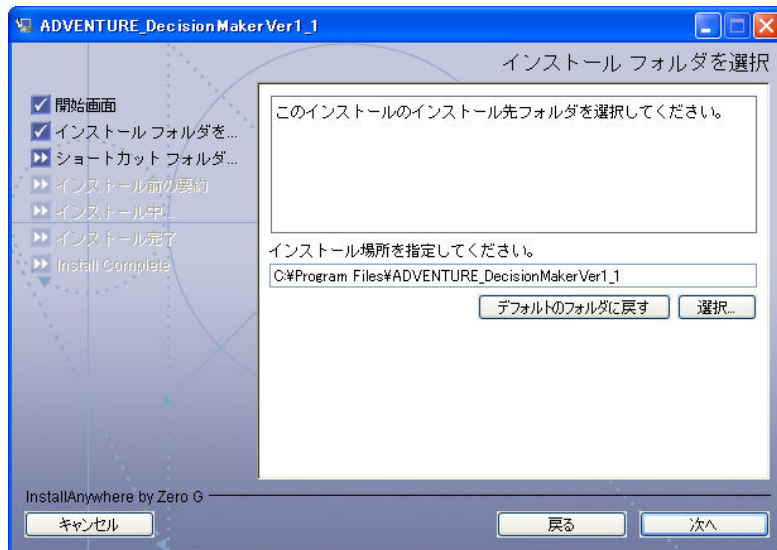 ADVENTURE_DecisionMakerVer1_1
インストール フォルダを選択
開始画面
インストール フォルダを...
ショートカット フォルダ...
インストール前の要約
インストール中...
インストール完了
Install Complete
このインストールのインストール先フォルダを選択してください。
インストール場所を指定してください。
C:¥Program Files¥ADVENTURE_DecisionMakerVer1_1
デフォルトのフォルダに戻す
選択...
InstallAnywhere by Zero G
キャンセル
戻る
次へ